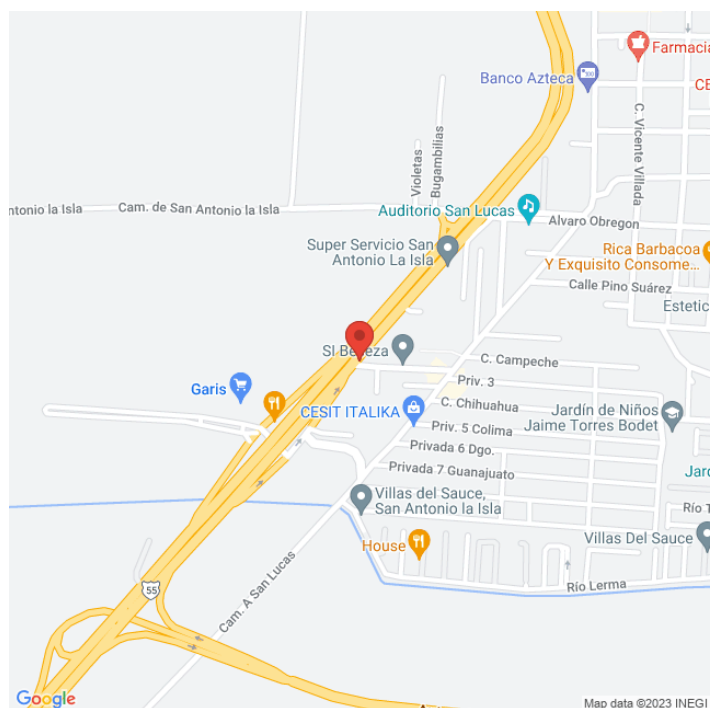 Farmacia
Banco Azteca
CE
C. Vicente Villada
Violetas
Bugambilias
ntonio la Isla
Cam. de San Antonio la Isla
Auditorio San Lucas
Alvaro Obregon
Super Servicio San
Antonio La Isla
Rica Barbacoa
Y Exquisito Consome...
Calle Pino Suárez
Estetic
SI Belleza
C. Campeche
Priv. 3
Garis
C. Chihuahua
CESIT ITALIKA
Priv. 5 Colima
Jardín de Niños
Jaime Torres Bodet
Privada 6 Dgo.
Privada 7 Guanajuato
Jard
Villas del Sauce,
San Antonio la Isla
Río T
House
Villas Del Sauce
55
Río Lerma
Cam. A San Lucas
Google
Map data ©2023 INEGI